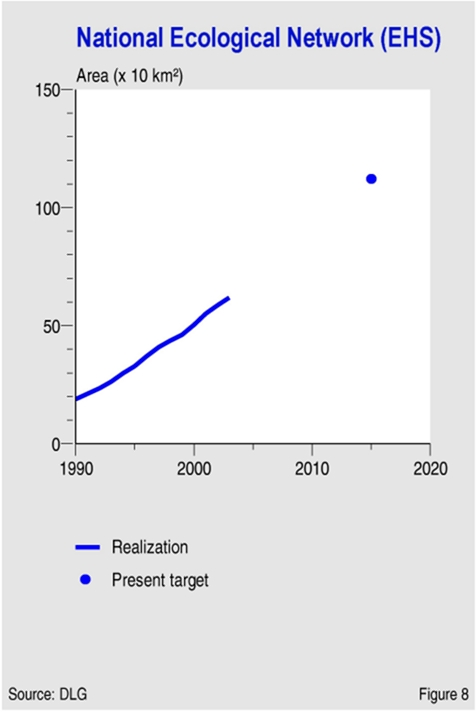 National Ecological Network (EHS)
Area (x 10 km²)
150
100
50
0
1990 2000 2010 2020
Realization
Present target
Source: DLG Figure 8